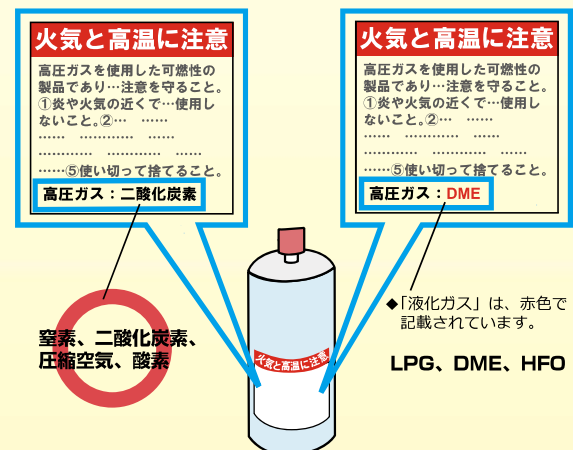 火気と高温に注意
高圧ガスを使用した可燃性の
製品であり…注意を守ること。
①炎や火気の近くで…使用し
ないこと。②… ……
…… ………… ……
………… ………… ……
……⑤使い切って捨てること。
高圧ガス：二酸化炭素
火気と高温に注意
高圧ガスを使用した可燃性の
製品であり…注意を守ること。
①炎や火気の近くで…使用し
ないこと。②… ……
…… ………… ……
………… ………… ……
……⑤使い切って捨てること。
高圧ガス：DME
窒素、二酸化炭素、
圧縮空気、酸素
火気と高温に注意
◆「液化ガス」は、赤色で
記載されています。
LPG、DME、HFO